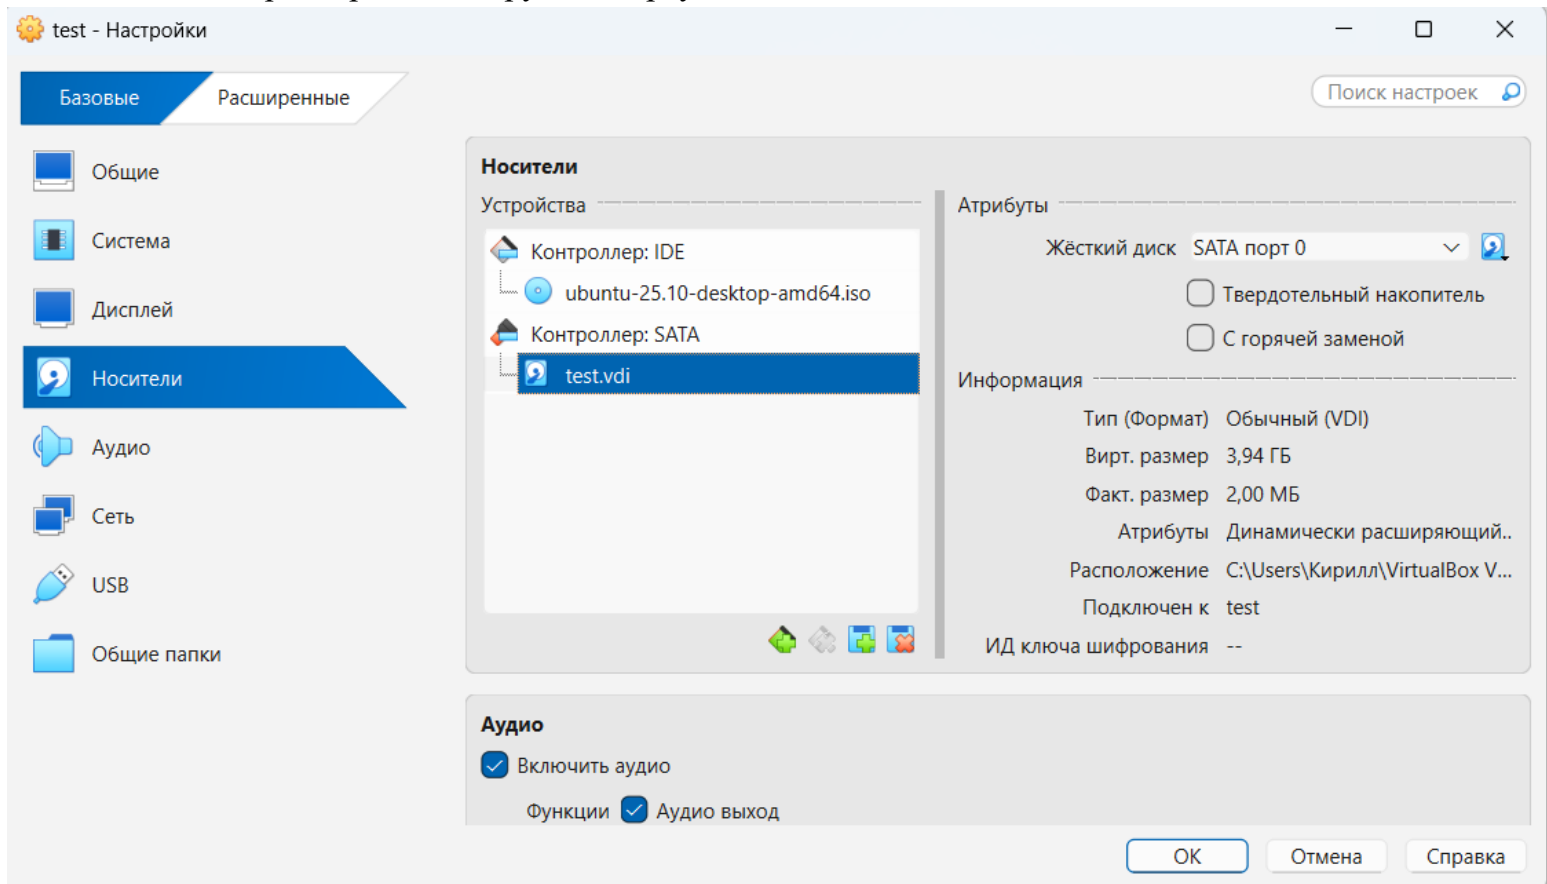 test - Настройки
Базовые
Расширенные
Поиск настроек
Общие
Система
Дисплей
Носители
Аудио
Сеть
USB
Общие папки
Носители
Устройства
Контроллер: IDE
ubuntu-25.10-desktop-amd64.iso
Контроллер: SATA
test.vdi
Атрибуты
Жёсткий диск SATA порт 0
Твердотельный накопитель
С горячей заменой
Информация
Тип (Формат) Обычный (VDI)
Вирт. размер 3,94 ГБ
Факт. размер 2,00 МБ
Атрибуты Динамически расширяющий..
Расположение C:\Users\Кирилл\VirtualBox V...
Подключен к test
ИД ключа шифрования --
Аудио
Включить аудио
Функции Аудио выход
OK Отмена Справка